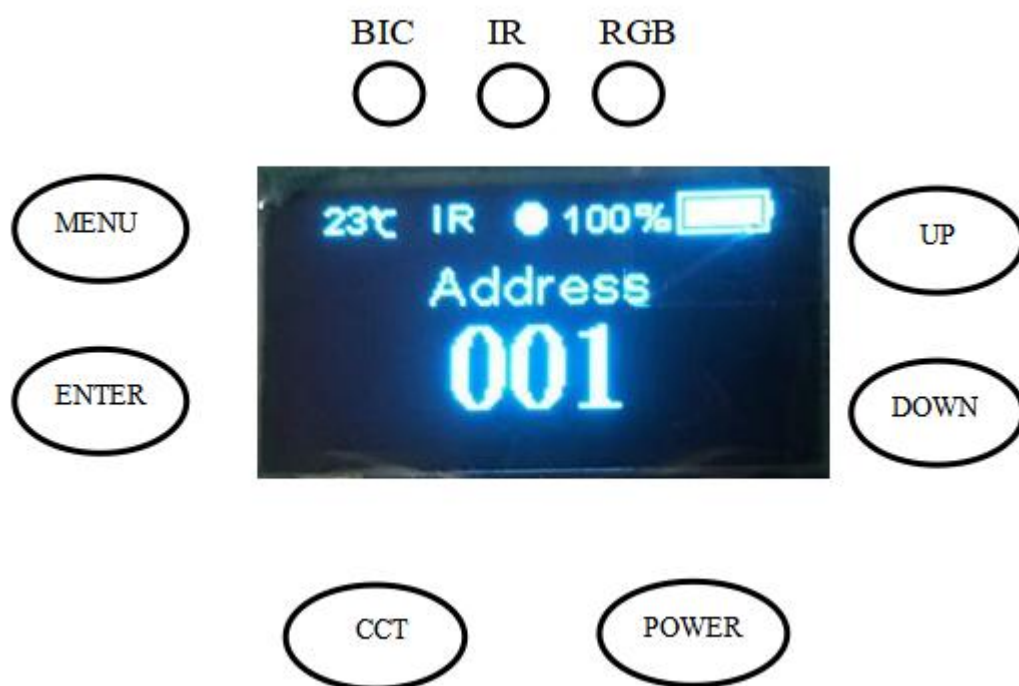 BIC IR RGB
MENU
23℃ IR 100%
UP
Address
001
ENTER
DOWN
CCT
POWER